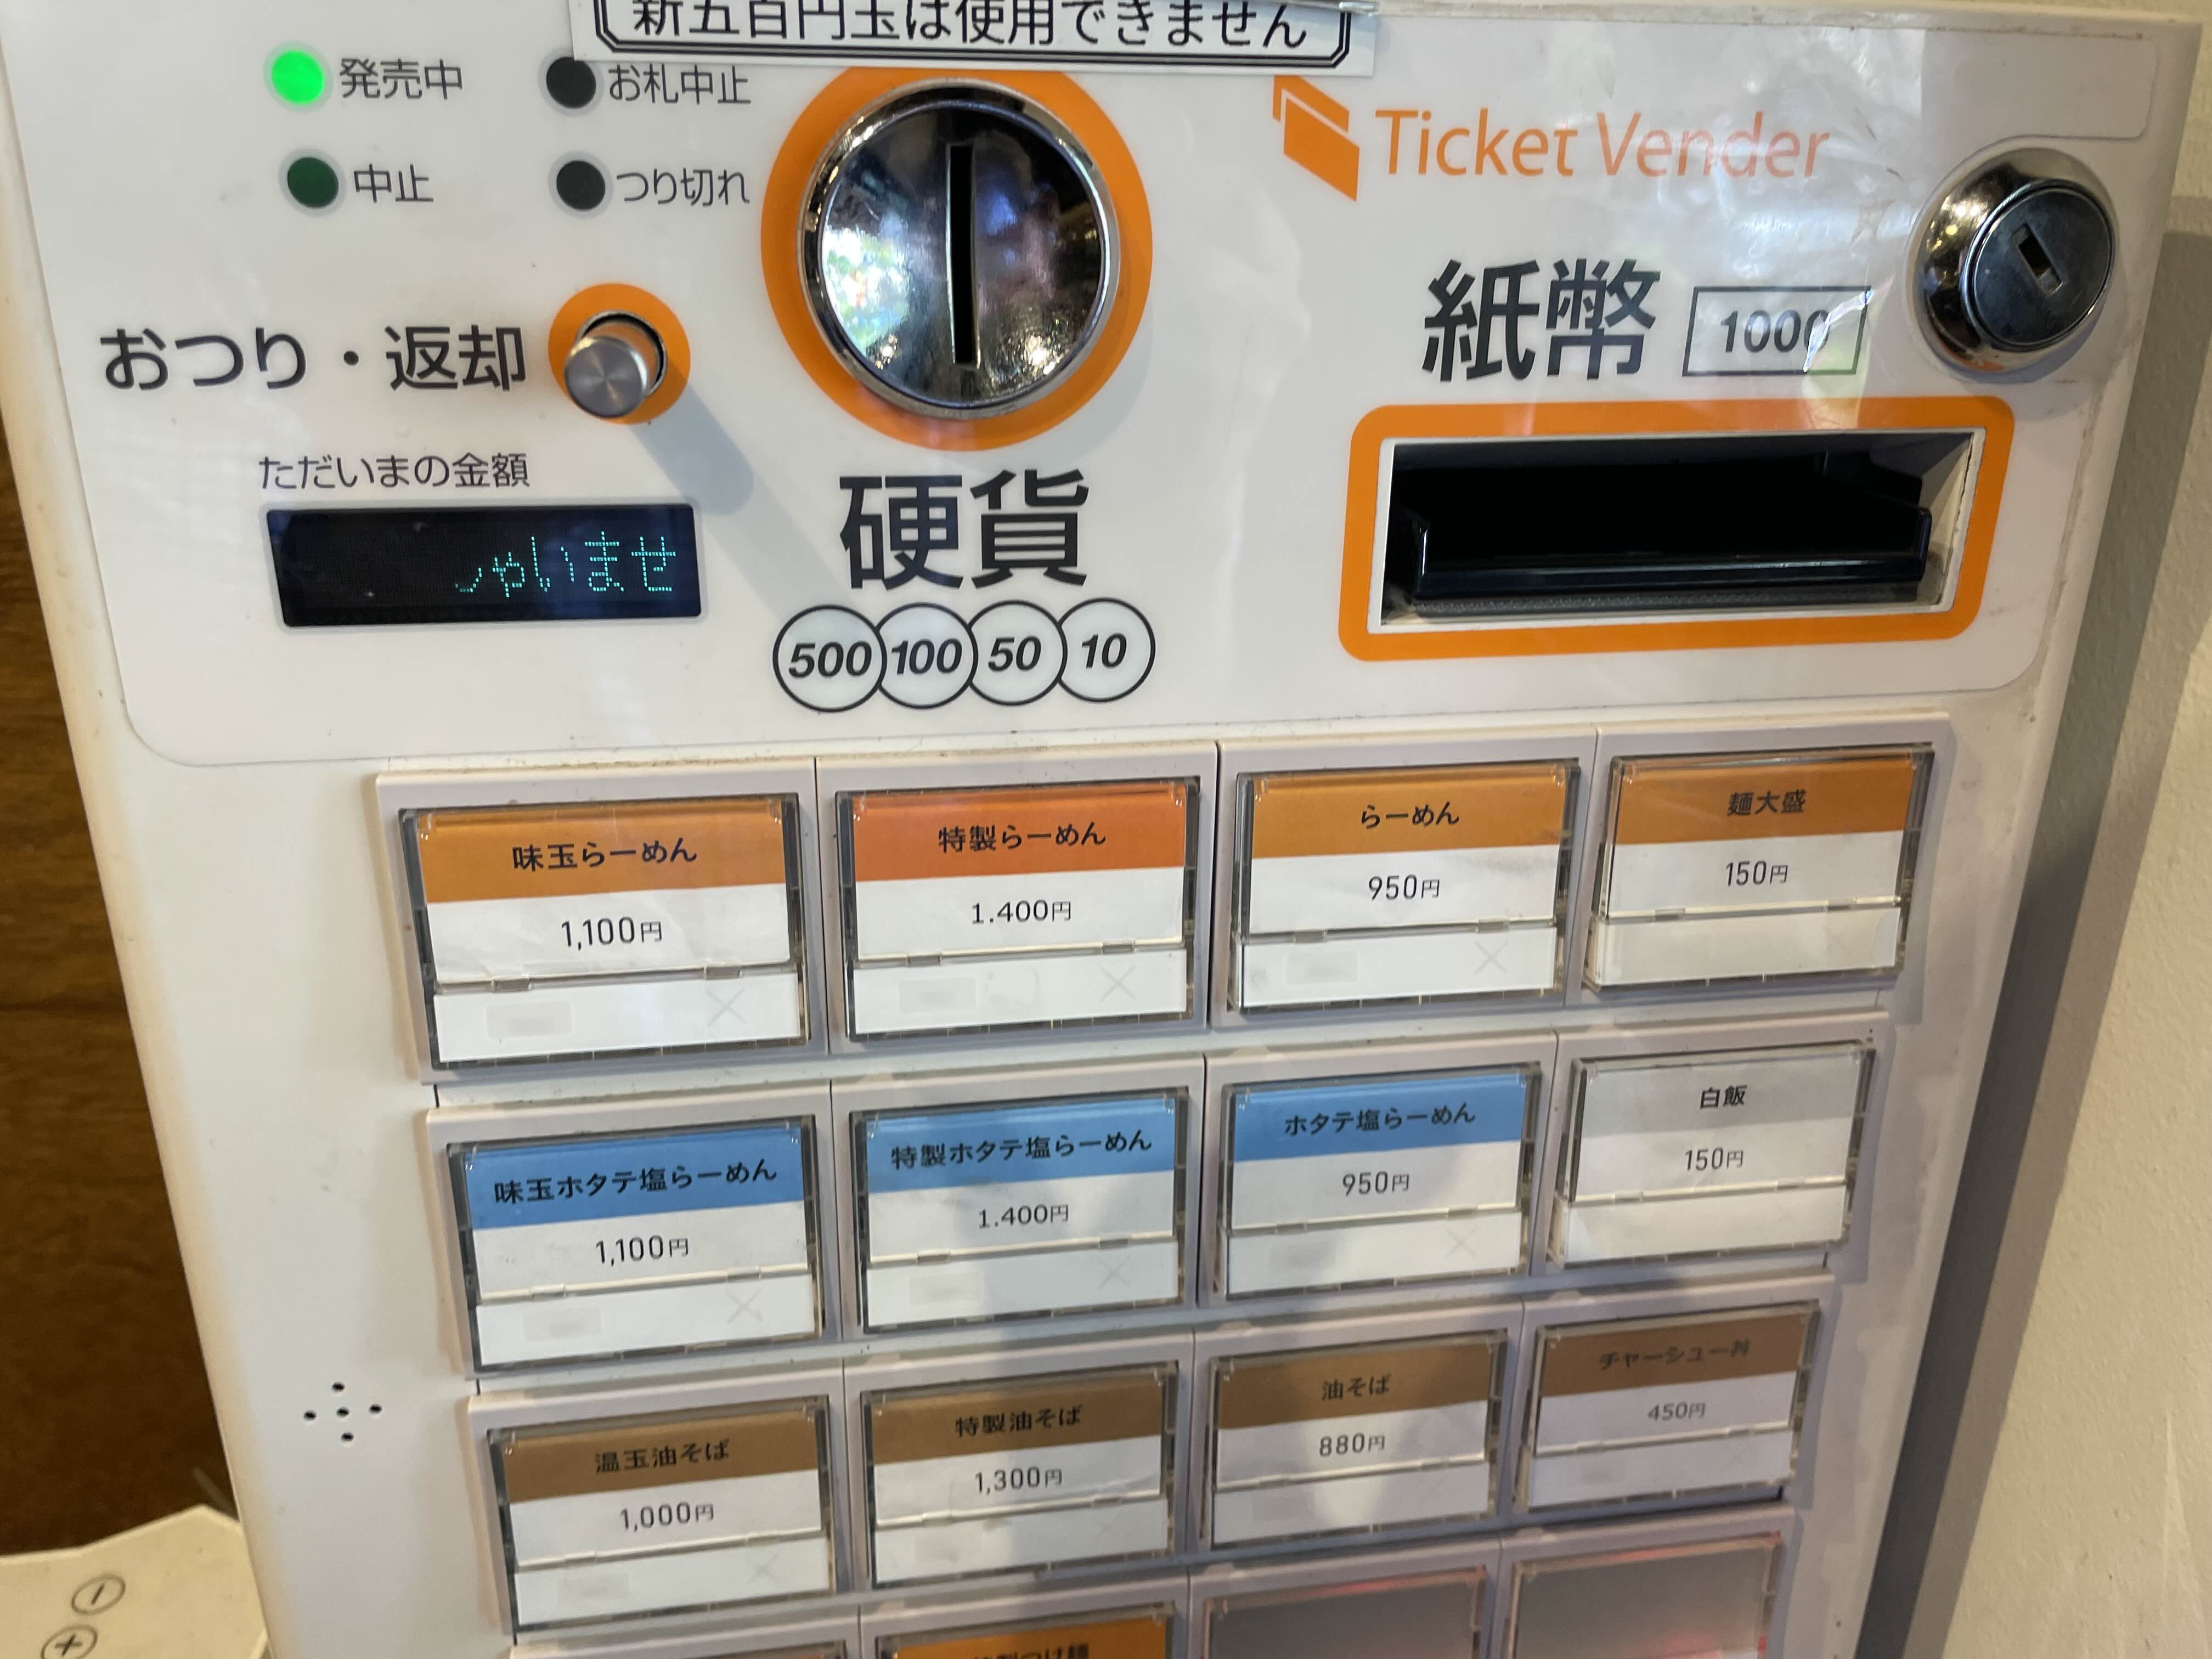 新五百円玉は使用できません
発売中
お札中止
中止
つり切れ
Ticket Vender
おつり・返却
紙幣 1000
ただいまの金額
ゃいませ
硬貨
500 100 50 10
味玉らーめん
1,100円
特製らーめん
1.400円
らーめん
950円
麺大盛
150円
味玉ホタテ塩らーめん
1,100円
特製ホタテ塩らーめん
1.400円
ホタテ塩らーめん
950円
白飯
150円
温玉油そば
1,000円
特製油そば
1,300円
油そば
880円
チャーシュー丼
450円
特製つけ麺